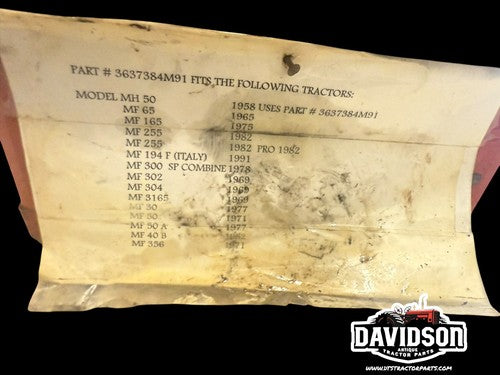 PART # 3637384M91 FITS THE FOLLOWING TRACTORS:
MODEL MH 50 1958 USES PART # 3637384M91
MF 65 1965
MF 165 1975
MF 255 1982
MF 255 1982 PRO 1982
MF 194 F (ITALY) 1991
MF 300 SP COMBINE 1978
MF 302 1969
MF 304 1969
MF 3165 1969
MF 30 1977
MF 50 1971
MF 50 A 1977
MF 40 B 1982
MF 356 1971
DAVIDSON
ANTIQUE
TRACTOR PARTS
WWW.DTSTRACTORPARTS.COM